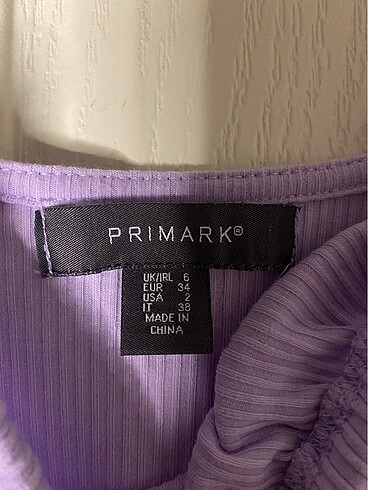 PRIMARK®
UK/IRL 6
EUR 34
USA 2
IT 38
MADE IN
CHINA